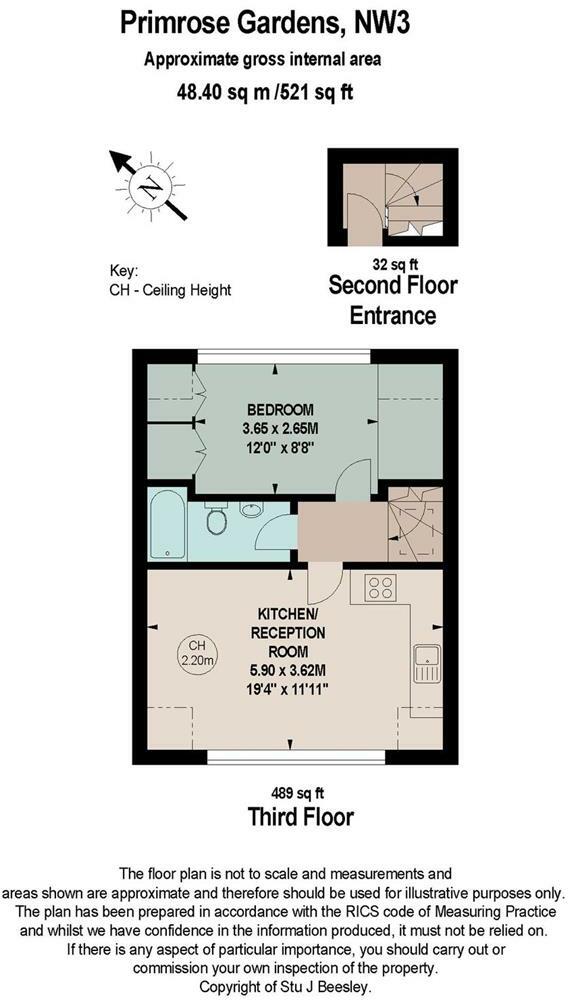 Primrose Gardens, NW3
Approximate gross internal area
48.40 sq m /521 sq ft
N
Key:
CH - Ceiling Height
32 sq ft
Second Floor
Entrance
BEDROOM
3.65 x 2.65M
12'0" x 8'8"
KITCHEN/
RECEPTION
ROOM
5.90 x 3.62M
19'4" x 11'11"
CH
2.20m
489 sq ft
Third Floor
The floor plan is not to scale and measurements and
areas shown are approximate and therefore should be used for illustrative purposes only.
The plan has been prepared in accordance with the RICS code of Measuring Practice
and whilst we have confidence in the information produced, it must not be relied on.
If there is any aspect of particular importance, you should carry out or
commission your own inspection of the property.
Copyright of Stu J Beesley.